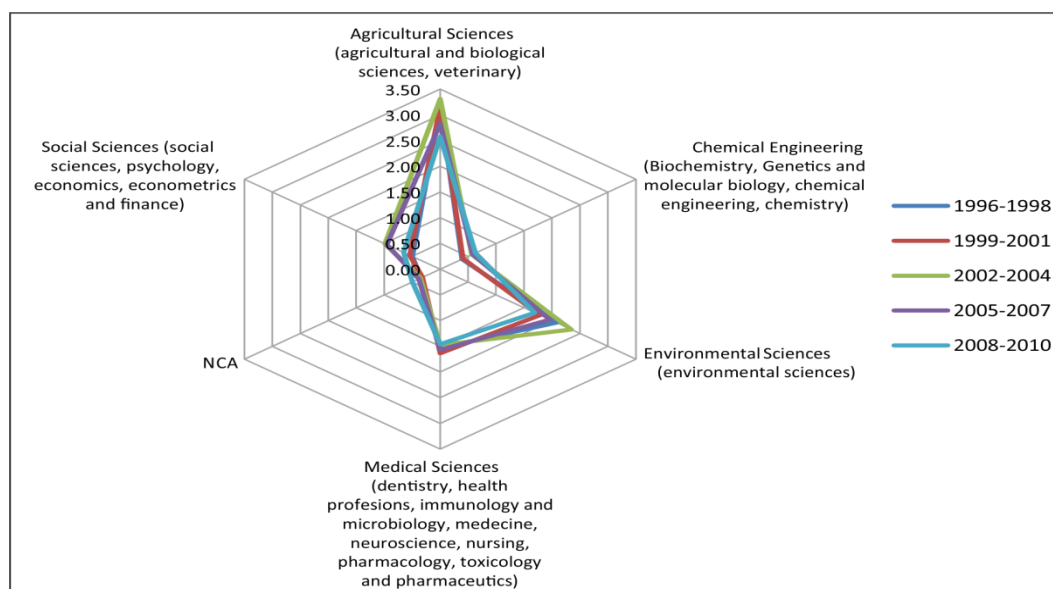 Agricultural Sciences
(agricultural and biological
sciences, veterinary)
3.50
3.00
2.50
2.00
1.50
1.00
0.50
0.00
Social Sciences (social
sciences, psychology,
economics, econometrics
and finance)
Chemical Engineering
(Biochemistry, Genetics and
molecular biology, chemical
engineering, chemistry)
1996-1998
1999-2001
2002-2004
2005-2007
2008-2010
NCA
Environmental Sciences
(environmental sciences)
Medical Sciences
(dentistry, health
profesions, immunology and
microbiology, medecine,
neuroscience, nursing,
pharmacology, toxicology
and pharmaceutics)